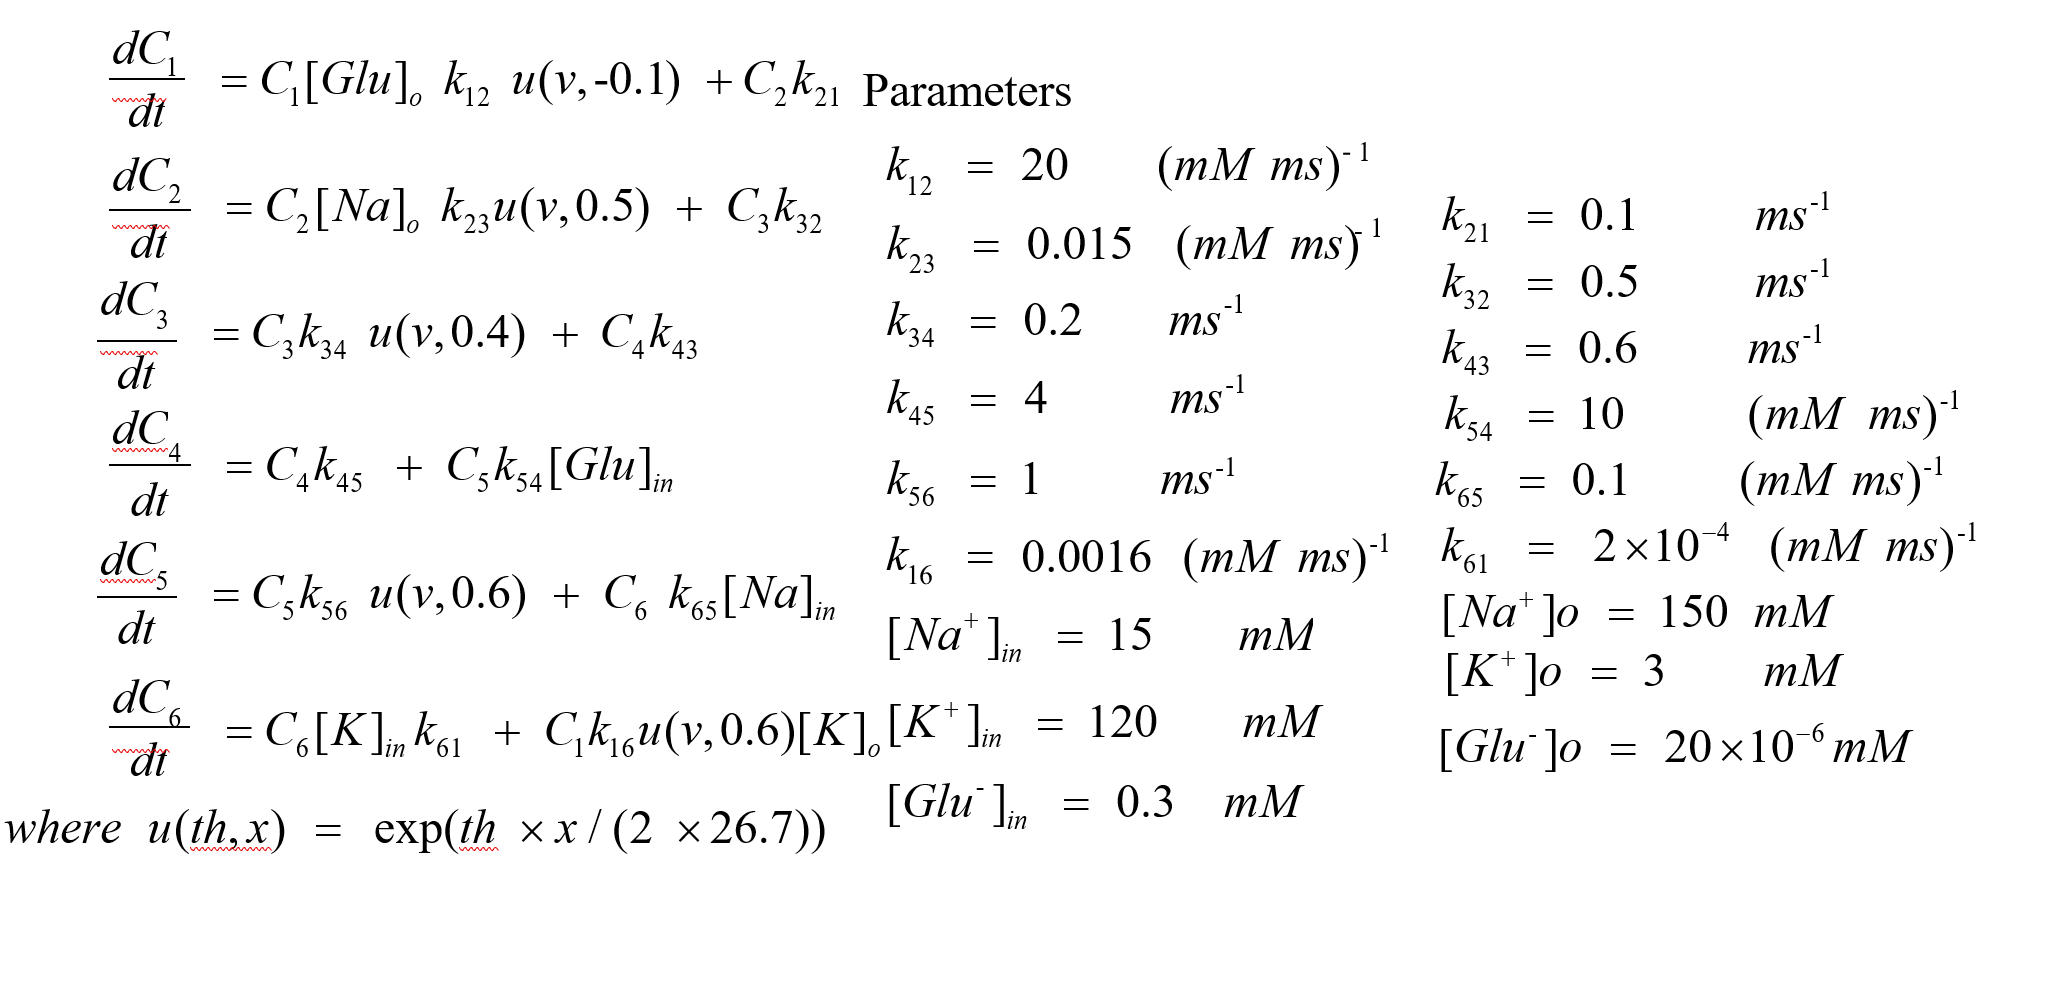 dC₁/dt = C₁[Glu]ₒ k₁₂ u(v,-0.1) + C₂k₂₁
dC₂/dt = C₂[Na]ₒ k₂₃u(v,0.5) + C₃k₃₂
dC₃/dt = C₃k₃₄ u(v,0.4) + C₄k₄₃
dC₄/dt = C₄k₄₅ + C₅k₅₄[Glu]ᵢₙ
dC₅/dt = C₅k₅₆ u(v,0.6) + C₆ k₆₅[Na]ᵢₙ
dC₆/dt = C₆[K]ᵢₙk₆₁ + C₁k₁₆u(v,0.6)[K]ₒ
where u(th,x) = exp(th × x / (2 × 26.7))
Parameters
k₁₂ = 20 (mM ms)⁻¹
k₂₃ = 0.015 (mM ms)⁻¹
k₃₄ = 0.2 ms⁻¹
k₄₅ = 4 ms⁻¹
k₅₆ = 1 ms⁻¹
k₁₆ = 0.0016 (mM ms)⁻¹
[Na⁺]ᵢₙ = 15 mM
[K⁺]ᵢₙ = 120 mM
[Glu⁻]ᵢₙ = 0.3 mM
k₂₁ = 0.1 ms⁻¹
k₃₂ = 0.5 ms⁻¹
k₄₃ = 0.6 ms⁻¹
k₅₄ = 10 (mM ms)⁻¹
k₆₅ = 0.1 (mM ms)⁻¹
k₆₁ = 2×10⁻⁴ (mM ms)⁻¹
[Na⁺]o = 150 mM
[K⁺]o = 3 mM
[Glu⁻]o = 20×10⁻⁶ mM